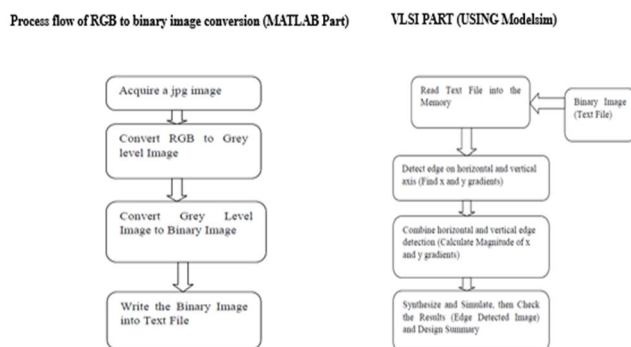 Process flow of RGB to binary image conversion (MATLAB Part)
Acquire a jpg image
Convert RGB to Grey
level Image
Convert Grey Level
Image to Binary Image
Write the Binary Image
into Text File
VLSI PART (USING Modelsim)
Read Text File into the
Memory
Binary Image
(Text File)
Detect edge on horizontal and vertical
axis (Find x and y gradients)
Combine horizontal and vertical edge
detection (Calculate Magnitude of x
and y gradients)
Synthesize and Simulate, then Check
the Results (Edge Detected Image)
and Design Summary